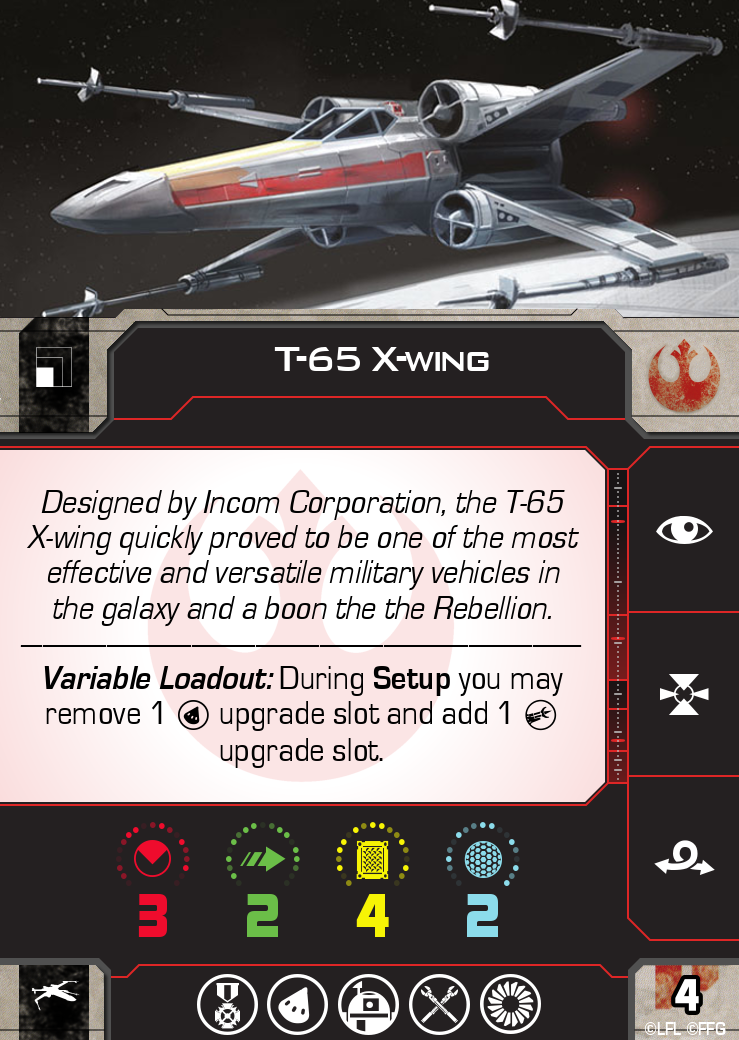 T-65 X-WING
Designed by Incom Corporation, the T-65
X-wing quickly proved to be one of the most
effective and versatile military vehicles in
the galaxy and a boon the the Rebellion.
Variable Loadout: During Setup you may
remove 1 upgrade slot and add 1
upgrade slot.
3 2 4 2
4
©LFL ©FFG